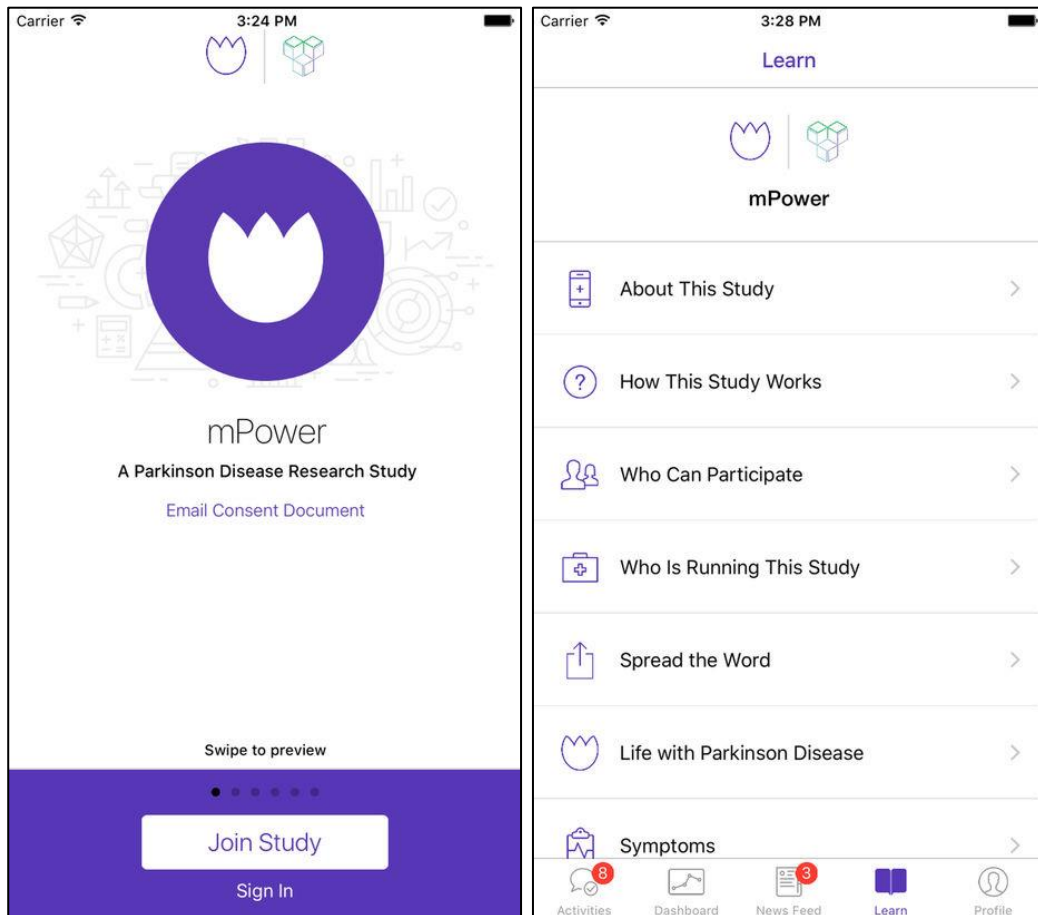 Carrier 3:24 PM
mPower
A Parkinson Disease Research Study
Email Consent Document
Swipe to preview
Join Study
Sign In
Carrier 3:28 PM
Learn
mPower
About This Study
How This Study Works
Who Can Participate
Who Is Running This Study
Spread the Word
Life with Parkinson Disease
Symptoms
8 3
Activities Dashboard News Feed Learn Profile